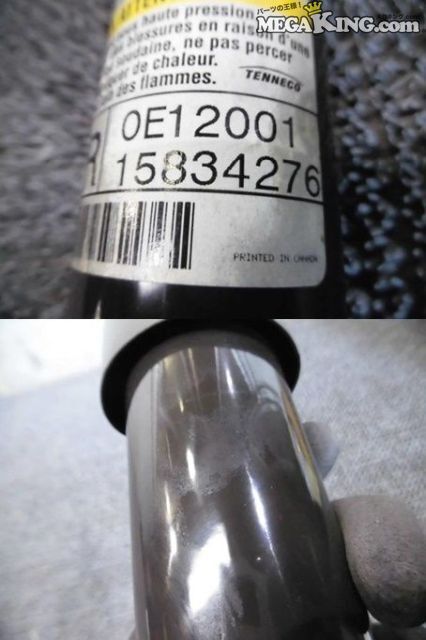 パーツの王様!
MEGAKING.com
haute pression
blessures en raison d'une
soudaine, ne pas percer
de chaleur.
des flammes.
TENNECO
R
0E12001
15834276
PRINTED IN CANADA